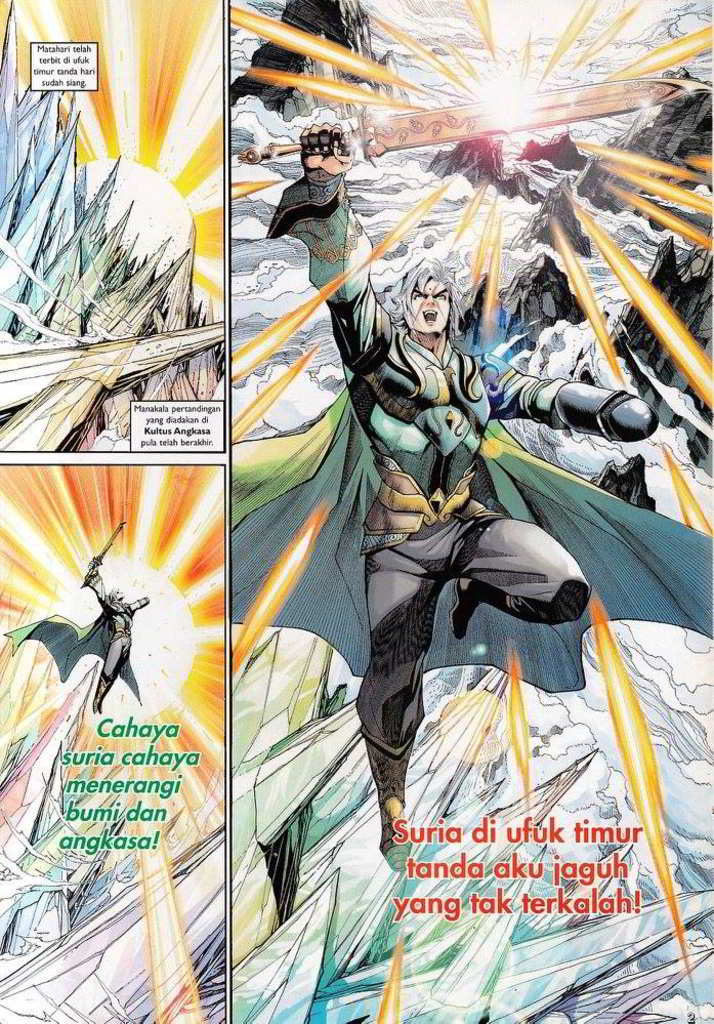 Matahari telah
terbit di ufuk
timur tanda hari
sudah siang.
Manakala pertandingan
yang diadakan di
Kultus Angkasa
pula telah berakhir.
Cahaya
suria cahaya
menerangi
bumi dan
angkasa!
Suria di ufuk timur
tanda aku jaguh
yang tak terkalah!
2